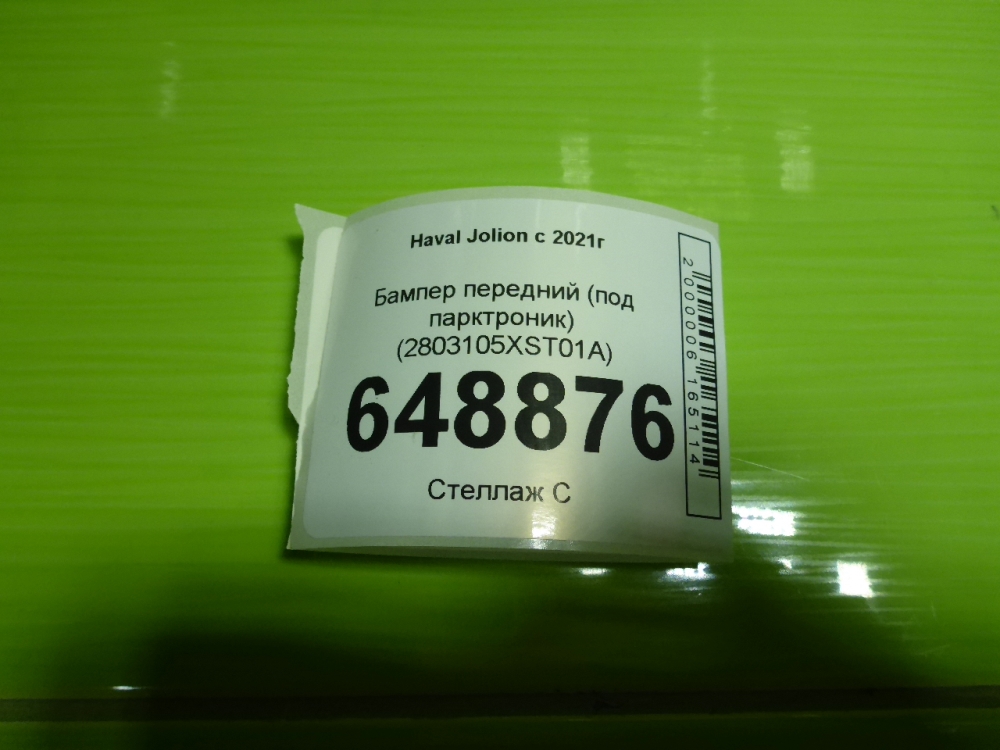 Haval Jolion с 2021г
Бампер передний (под
парктроник)
(2803105XST01A)
648876
Стеллаж С
2000006165114